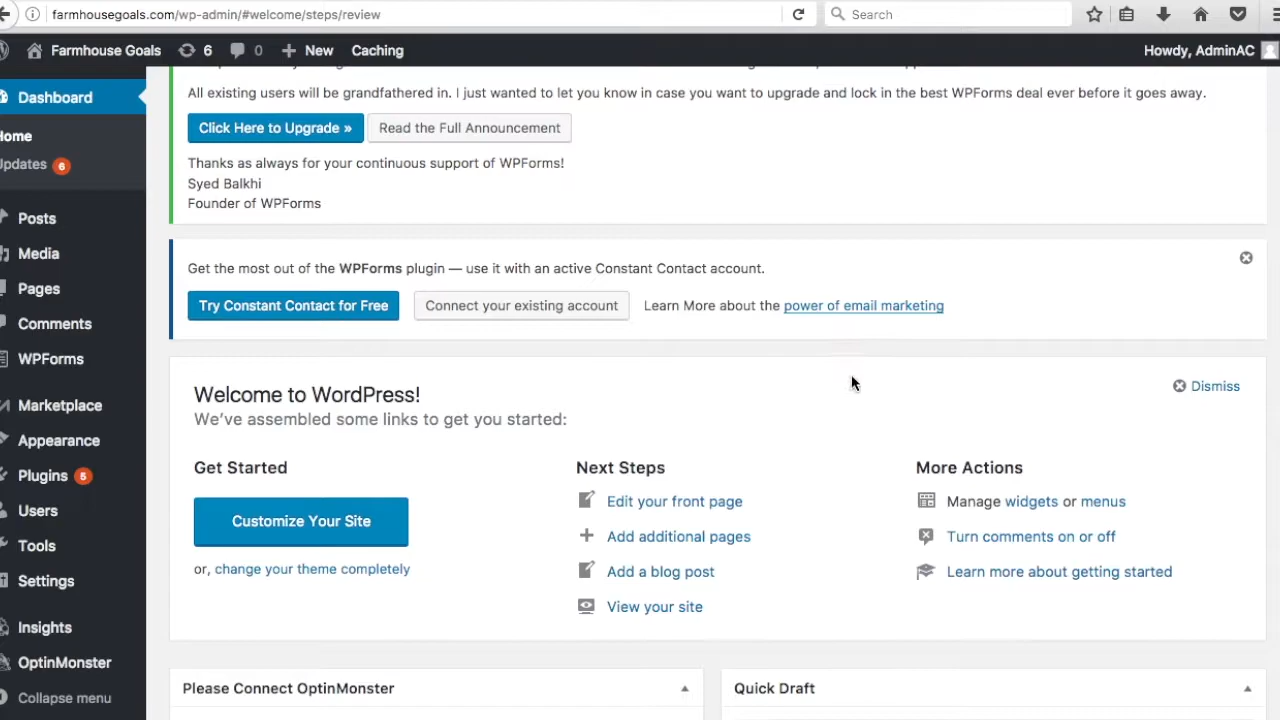 farmhousegoals.com/wp-admin/#welcome/steps/review
Search
Farmhouse Goals
6
0
New
Caching
Howdy, AdminAC
Dashboard
Home
Updates 6
Posts
Media
Pages
Comments
WPForms
Marketplace
Appearance
Plugins 5
Users
Tools
Settings
Insights
OptinMonster
Collapse menu
All existing users will be grandfathered in. I just wanted to let you know in case you want to upgrade and lock in the best WPForms deal ever before it goes away.
Click Here to Upgrade »
Read the Full Announcement
Thanks as always for your continuous support of WPForms!
Syed Balkhi
Founder of WPForms
Get the most out of the WPForms plugin — use it with an active Constant Contact account.
Try Constant Contact for Free
Connect your existing account
Learn More about the power of email marketing
Welcome to WordPress!
Dismiss
We've assembled some links to get you started:
Get Started
Customize Your Site
or, change your theme completely
Next Steps
Edit your front page
Add additional pages
Add a blog post
View your site
More Actions
Manage widgets or menus
Turn comments on or off
Learn more about getting started
Please Connect OptinMonster
Quick Draft